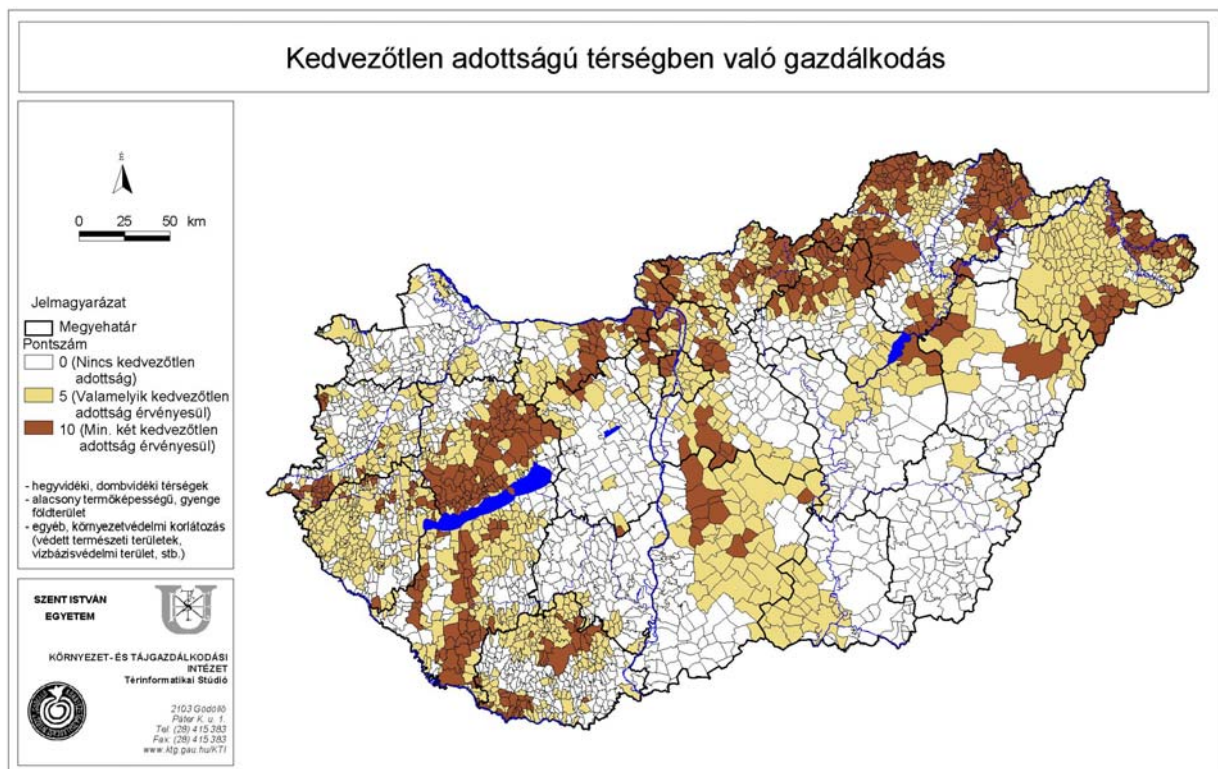 Kedvezőtlen adottságú térségben való gazdálkodás
É
0 25 50 km
Jelmagyarázat
Megyehatár
Pontszám
0 (Nincs kedvezőtlen
adottság)
5 (Valamelyik kedvezőtlen
adottság érvényesül)
10 (Min. két kedvezőtlen
adottság érvényesül)
- hegyvidéki, dombvidéki térségek
- alacsony termőképességű, gyenge
földterület
- egyéb, környezetvédelmi korlátozás
(védett természeti területek,
vízbázisvédelmi terület, stb.)
SZENT ISTVÁN
EGYETEM
KÖRNYEZET- ÉS TÁJGAZDÁLKODÁSI
INTÉZET
Térinformatikai Stúdió
2103 Gödöllő
Páter K. u. 1.
Tel. (28) 415 383
Fax: (28) 415 383
www.ktg.gau.hu/KTI